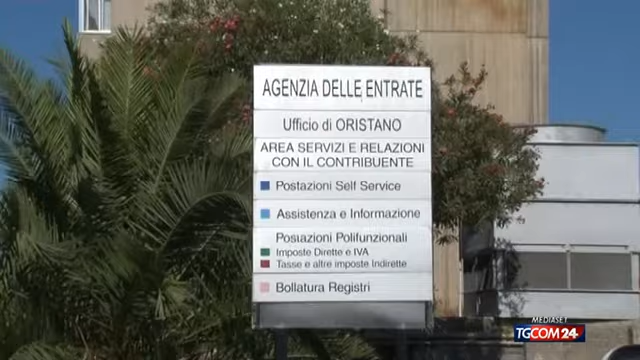 AGENZIA DELLE ENTRATE
Ufficio di ORISTANO
AREA SERVIZI E RELAZIONI
CON IL CONTRIBUENTE
Postazioni Self Service
Assistenza e Informazione
Postazioni Polifunzionali
Imposte Dirette e IVA
Tasse e altre imposte Indirette
Bollatura Registri
MEDIASET
TGCOM24